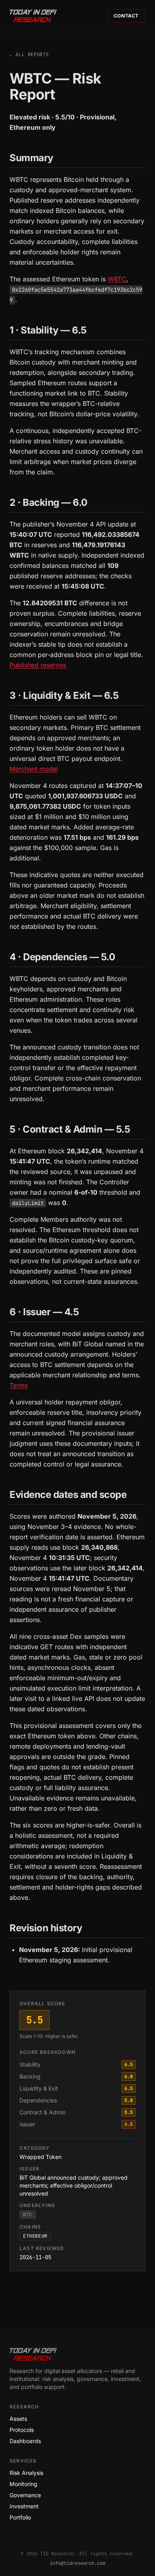 TODAY IN DEFI
RESEARCH
CONTACT
← ALL REPORTS
WBTC — Risk
Report
Elevated risk · 5.5/10 · Provisional,
Ethereum only
Summary
WBTC represents Bitcoin held through a
custody and approved-merchant system.
Published reserve addresses independently
match indexed Bitcoin balances, while
ordinary holders generally depend on secondary
markets or merchant access for exit.
Custody accountability, concrete liabilities
and enforceable holder rights remain
material uncertainties.
The assessed Ethereum token is WBTC,
0x2260fac5e5542a773aa44fbcfedf7c193bc2c59
9.
1 · Stability — 6.5
WBTC's tracking mechanism combines
Bitcoin custody with merchant minting and
redemption, alongside secondary trading.
Sampled Ethereum routes support a
functioning market link to BTC. Stability
measures the wrapper's BTC-relative
tracking, not Bitcoin's dollar-price volatility.
A continuous, independently accepted BTC-
relative stress history was unavailable.
Merchant access and custody continuity can
limit arbitrage when market prices diverge
from the claim.
2 · Backing — 6.0
The publisher's November 4 API update at
15:40:07 UTC reported 116,492.03385674
BTC in reserves and 116,479.19176143
WBTC in visible supply. Independent indexed
confirmed balances matched all 109
published addresses; the checks
were received at 15:45:08 UTC.
The 12.84209531 BTC difference is not
proven surplus. Complete liabilities, reserve
ownership, encumbrances and conditional
release terms remain unverified. The
indexer's visible tip does not establish a
common per-address block pin or legal title.
Published reserves
3 · Liquidity & Exit — 6.5
Ethereum holders can sell WBTC on
secondary markets. Primary BTC settlement
depends on approved merchants; an
ordinary token holder does not have a
universal direct BTC payout endpoint.
Merchant model
November 4 routes captured at 14:37:07–10
UTC quoted 1,001,937.606733 USDC and
9,875,061.77382 USDC for token inputs
sized at $1 million and $10 million using
dated market marks. Added average-rate
deterioration was 17.51 bps and 161.29 bps
against the $100,000 sample. Gas is
additional.
These indicative quotes are neither executed
fills nor guaranteed capacity. Proceeds
above an older market mark do not establish
arbitrage. Merchant eligibility, settlement
performance and actual BTC delivery were
not established by the routes.
4 · Dependencies — 5.0
WBTC depends on custody and Bitcoin
keyholders, approved merchants and
Ethereum administration. These roles
concentrate settlement and continuity risk
even when the token trades across several
venues.
The announced custody transition does not
independently establish completed key-
control transfer or the effective repayment
obligor. Complete cross-chain conservation
and merchant performance remain
unresolved.
5 · Contract & Admin — 5.5
At Ethereum block 26,342,414, November 4
15:41:47 UTC, the token's runtime matched
the reviewed source, it was unpaused and
minting was not finished. The Controller
owner had a nominal 6-of-10 threshold and
dailyLimit was 0.
Complete Members authority was not
resolved. The Ethereum threshold does not
establish the Bitcoin custody-key quorum,
and source/runtime agreement alone does
not prove the full privileged surface safe or
independently audited. These are pinned
observations, not current-state assurances.
6 · Issuer — 4.5
The documented model assigns custody and
merchant roles, with BiT Global named in the
announced custody arrangement. Holders'
access to BTC settlement depends on the
applicable merchant relationship and terms.
Terms
A universal holder repayment obligor,
enforceable reserve title, insolvency priority
and current signed financial assurance
remain unresolved. The provisional issuer
judgment uses these documentary inputs; it
does not treat an announced transition as
completed control or legal assurance.
Evidence dates and scope
Scores were authored November 5, 2026,
using November 3–4 evidence. No whole-
report verification date is asserted. Ethereum
supply reads use block 26,340,868,
November 4 10:31:35 UTC; security
observations use the later block 26,342,414,
November 4 15:41:47 UTC. Documentary
sources were reread November 5; that
reading is not a fresh financial check or
independent assurance of publisher
assertions.
All nine cross-asset Dex samples were
indicative GET routes with independent
dated market marks. Gas, stale or zero pool
hints, asynchronous clocks, absent
enforceable minimum-out/expiry and
unsimulated execution limit interpretation. A
later visit to a linked live API does not update
these dated observations.
This provisional assessment covers only the
exact Ethereum token above. Other chains,
remote deployments and lending-vault
approvals are outside the grade. Pinned
flags and quotes do not establish present
reopening, actual BTC delivery, complete
custody or full liability assurance.
Unavailable evidence remains unavailable,
rather than zero or fresh data.
The six scores are higher-is-safer. Overall is
a holistic assessment, not a required
arithmetic average; redemption
considerations are included in Liquidity &
Exit, without a seventh score. Reassessment
requires closure of the backing, authority,
settlement and holder-rights gaps described
above.
Revision history
November 5, 2026: Initial provisional
Ethereum staging assessment.
OVERALL SCORE
5.5
Scale 1–10. Higher is safer.
SCORE BREAKDOWN
Stability 6.5
Backing 6.0
Liquidity & Exit 6.5
Dependencies 5.0
Contract & Admin 5.5
Issuer 4.5
CATEGORY
Wrapped Token
ISSUER
BiT Global announced custody; approved
merchants; effective obligor/control
unresolved
UNDERLYING
BTC
CHAINS
ETHEREUM
LAST REVIEWED
2026-11-05
TODAY IN DEFI
RESEARCH
Research for digital asset allocators — retail and
institutional: risk analysis, governance, investment,
and portfolio support.
RESEARCH
Assets
Protocols
Dashboards
SERVICES
Risk Analysis
Monitoring
Governance
Investment
Portfolio
© 2026 TID Research. All rights reserved.
info@tidresearch.com